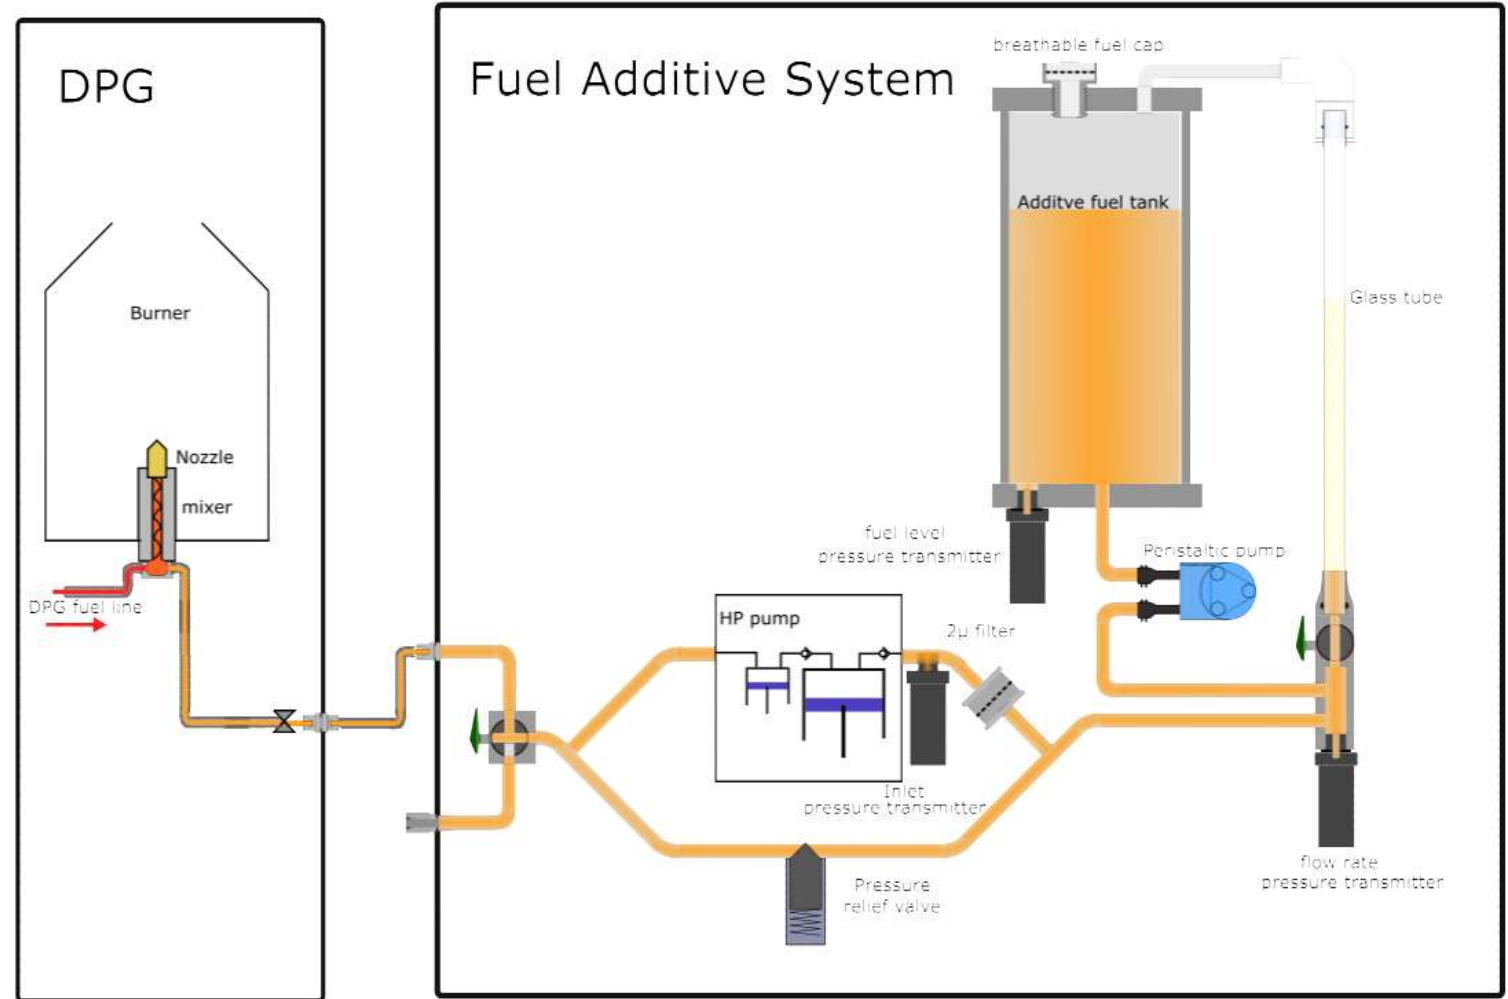 DPG
Fuel Additive System
breathable fuel cap
Additve fuel tank
Glass tube
Burner
Nozzle
mixer
DPG fuel line
fuel level
pressure transmitter
Peristaltic pump
HP pump
2µ filter
Inlet
pressure transmitter
Pressure
relief valve
flow rate
pressure transmitter